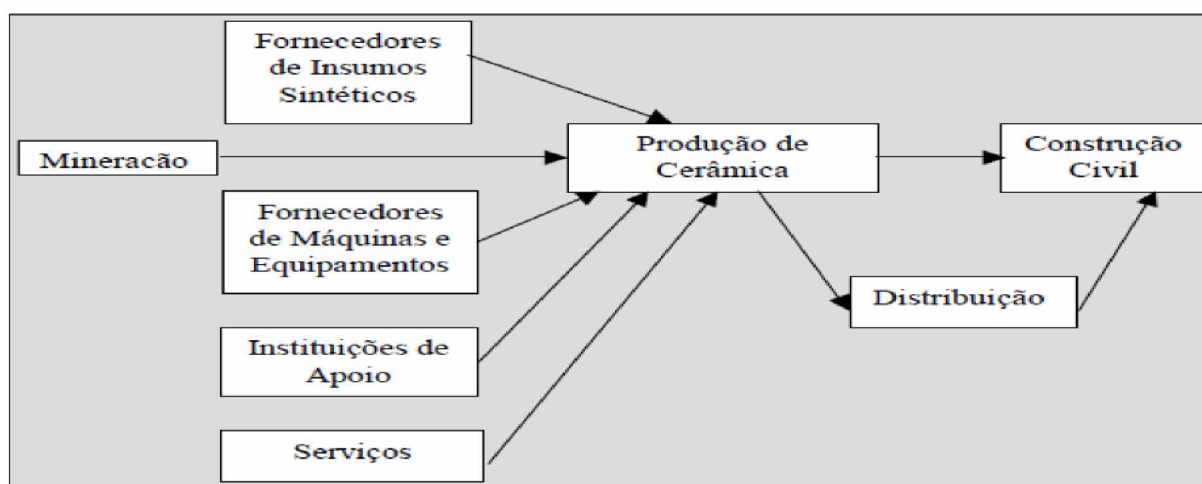 Fornecedores
de Insumos
Sintéticos
Mineracão
Produção de
Cerâmica
Construção
Civil
Fornecedores
de Máquinas e
Equipamentos
Distribuição
Instituições de
Apoio
Serviços